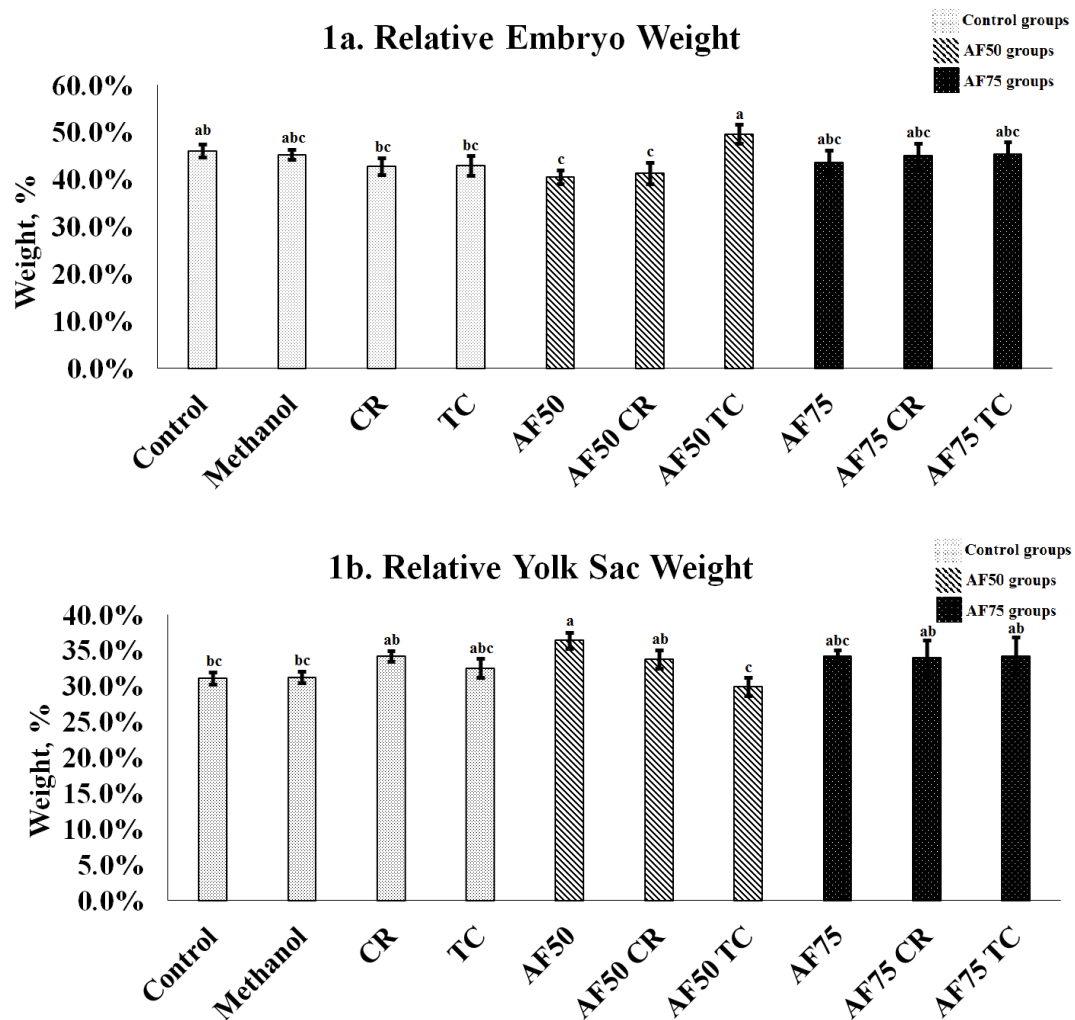 Control groups
1a. Relative Embryo Weight
AF50 groups
AF75 groups
60.0%
50.0%
40.0%
30.0%
20.0%
10.0%
0.0%
Weight, %
ab
abc
bc
bc
c
c
a
abc
abc
abc
Control
Methanol
CR
TC
AF50
AF50 CR
AF50 TC
AF75
AF75 CR
AF75 TC
Control groups
1b. Relative Yolk Sac Weight
AF50 groups
AF75 groups
40.0%
35.0%
30.0%
25.0%
20.0%
15.0%
10.0%
5.0%
0.0%
Weight, %
bc
bc
ab
abc
a
ab
c
abc
ab
ab
Control
Methanol
CR
TC
AF50
AF50 CR
AF50 TC
AF75
AF75 CR
AF75 TC